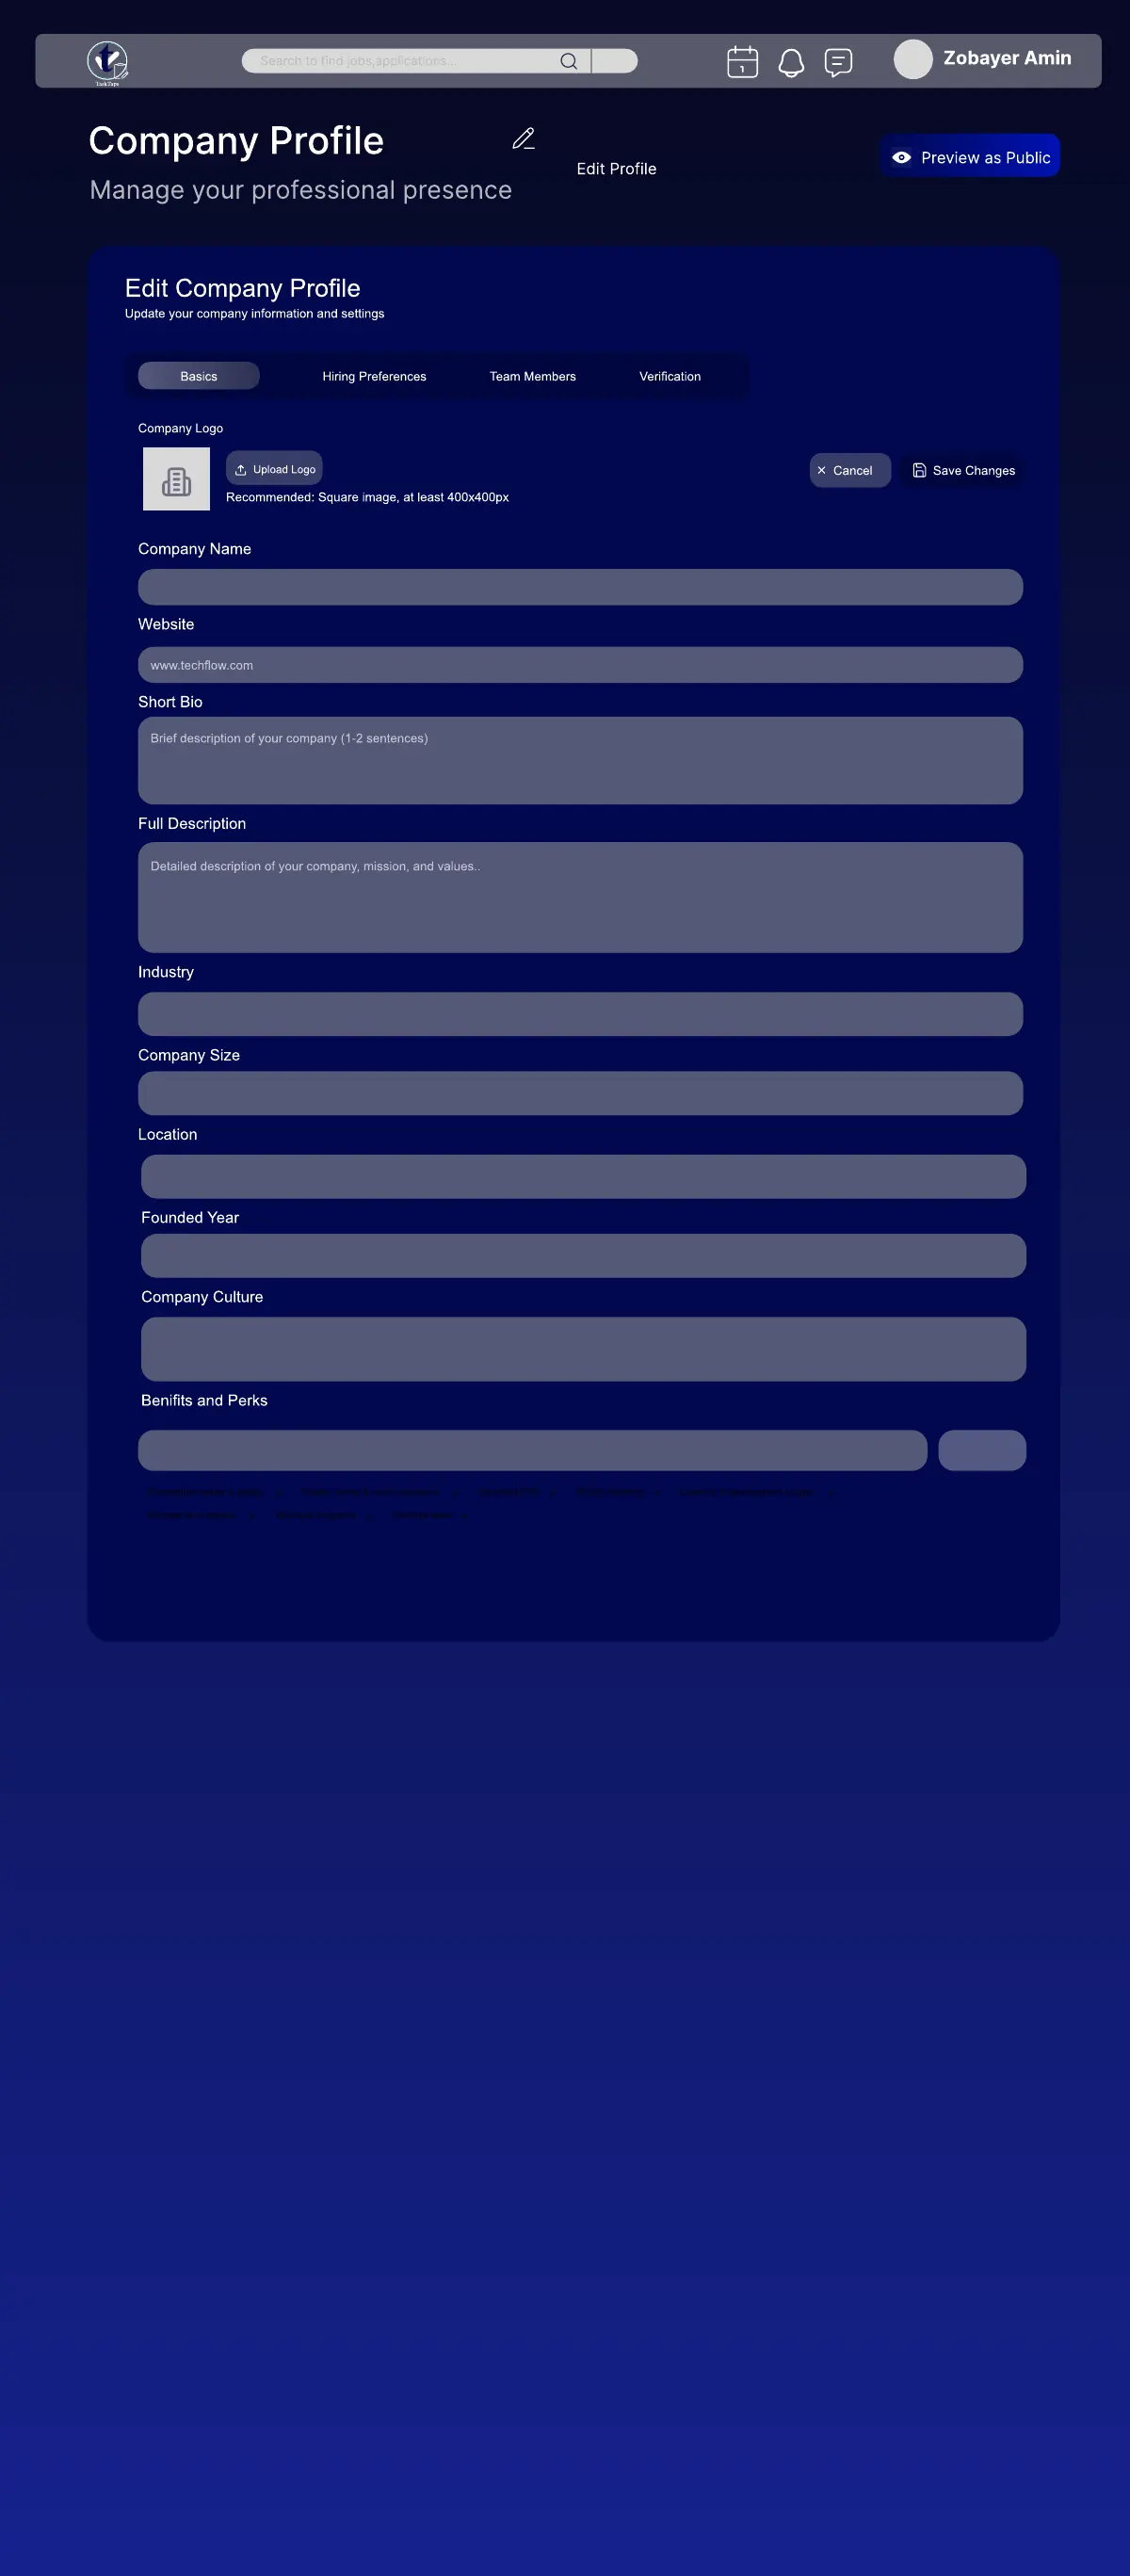 TaskTaps
Search to find jobs,applications...
1
Zobayer Amin
Company Profile
Edit Profile
Preview as Public
Manage your professional presence
Edit Company Profile
Update your company information and settings
Basics Hiring Preferences Team Members Verification
Company Logo
Upload Logo
Cancel Save Changes
Recommended: Square image, at least 400x400px
Company Name
Website
www.techflow.com
Short Bio
Brief description of your company (1-2 sentences)
Full Description
Detailed description of your company, mission, and values..
Industry
Company Size
Location
Founded Year
Company Culture
Benifits and Perks